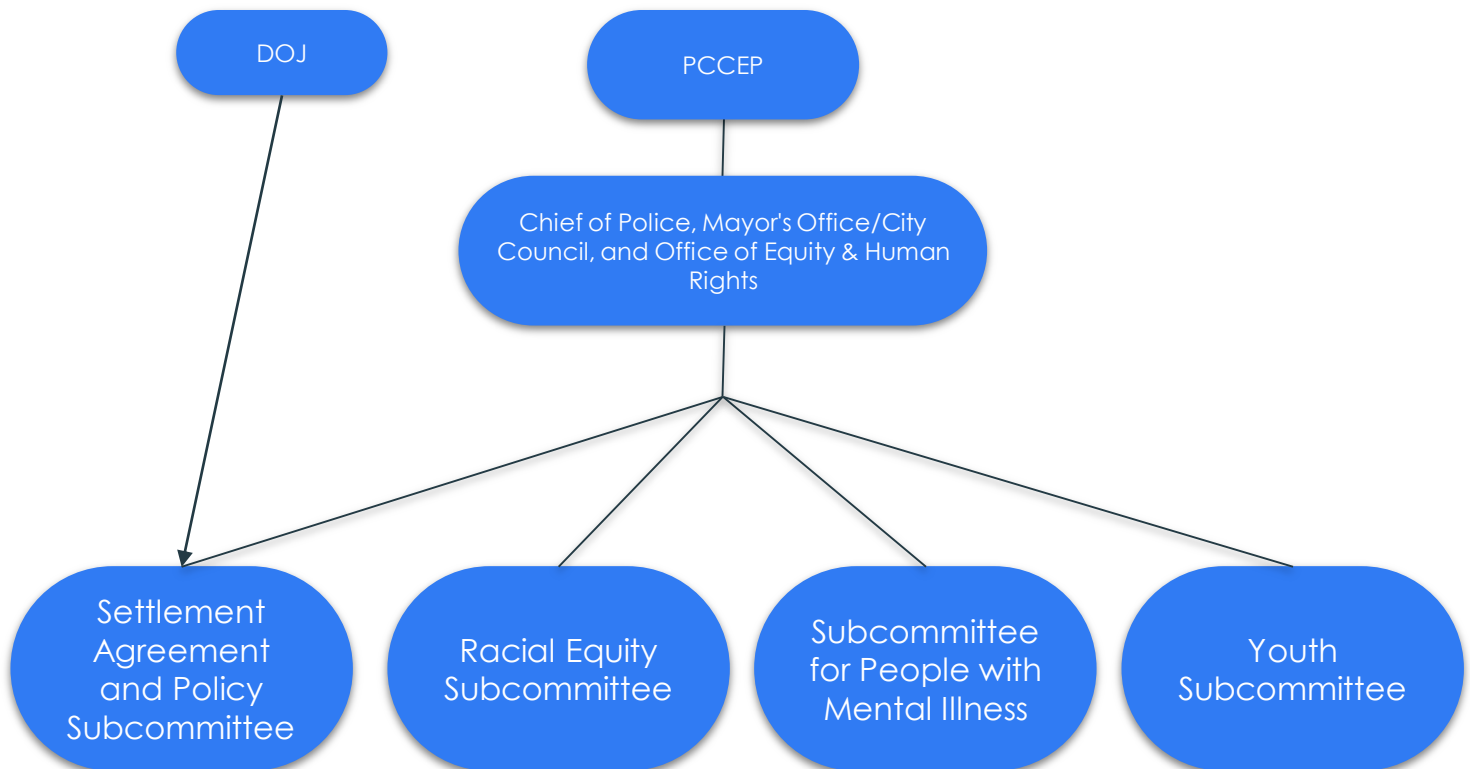 DOJ
PCCEP
Chief of Police, Mayor's Office/City
Council, and Office of Equity & Human
Rights
Settlement
Agreement
and Policy
Subcommittee
Racial Equity
Subcommittee
Subcommittee
for People with
Mental Illness
Youth
Subcommittee